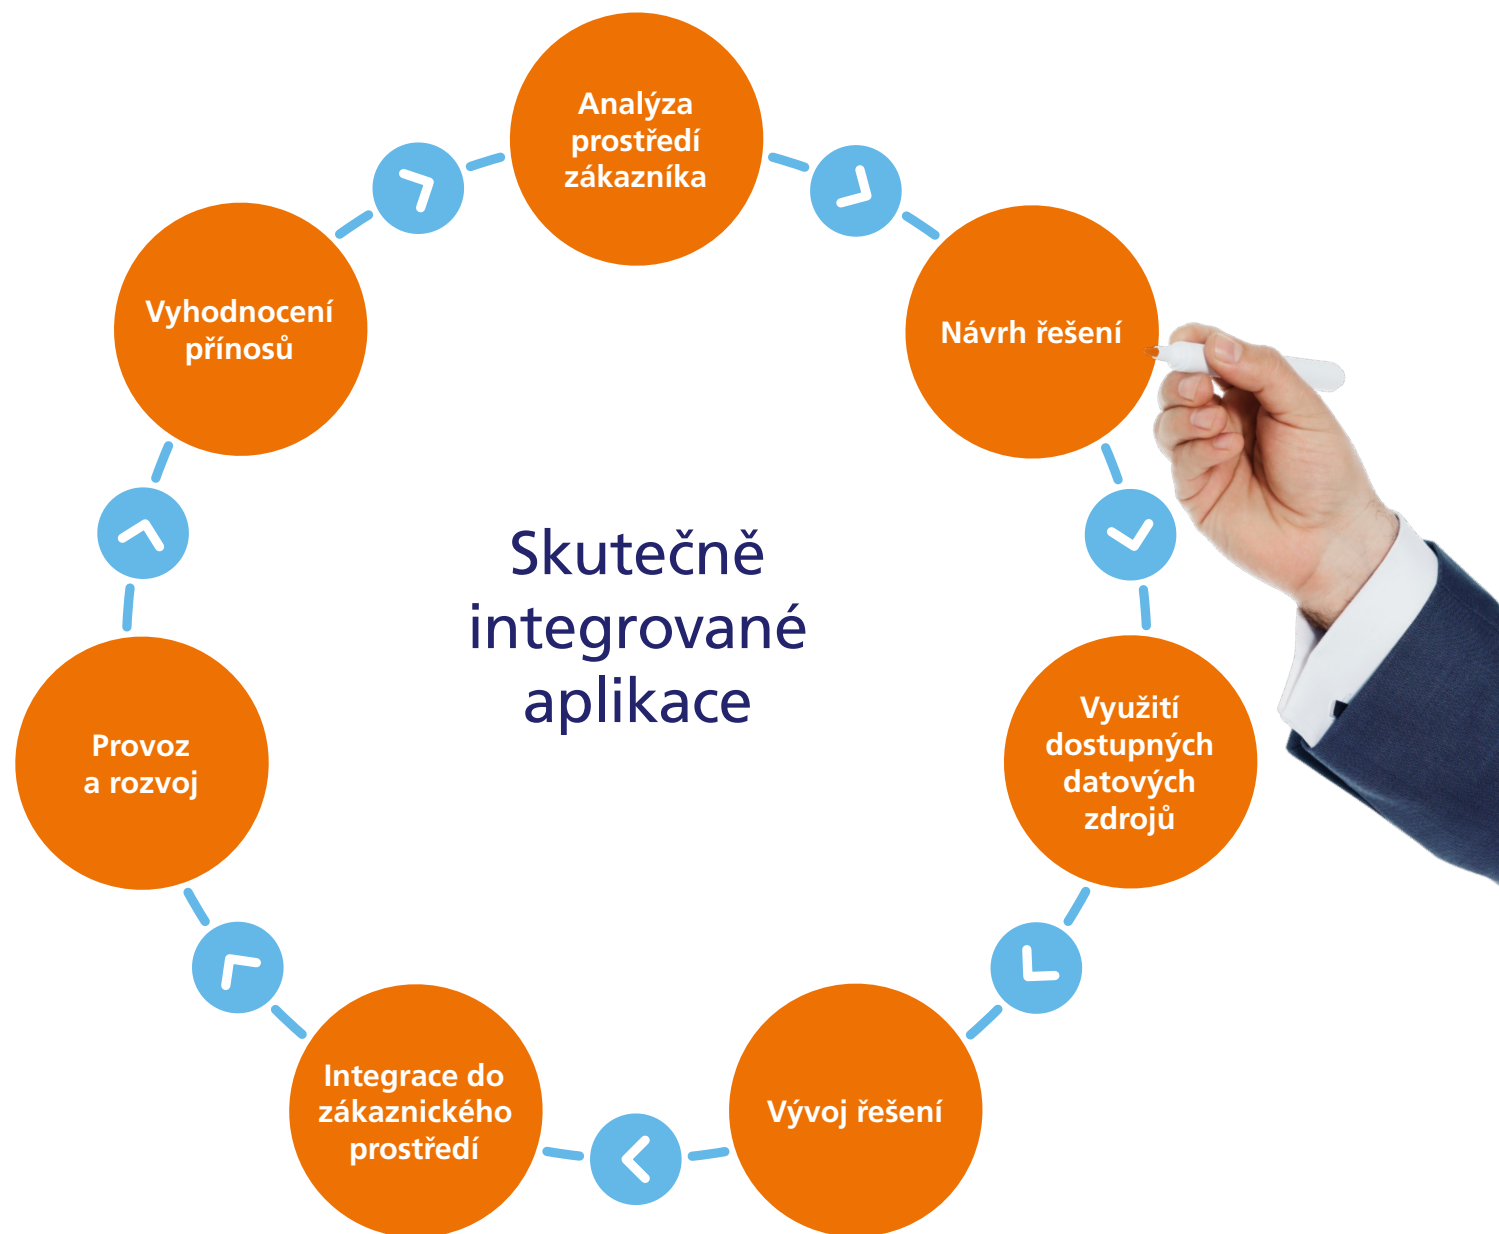 Analýza
prostředí
zákazníka
Návrh řešení
Využití
dostupných
datových
zdrojů
Vývoj řešení
Integrace do
zákaznického
prostředí
Provoz
a rozvoj
Vyhodnocení
přínosů
Skutečně
integrované
aplikace